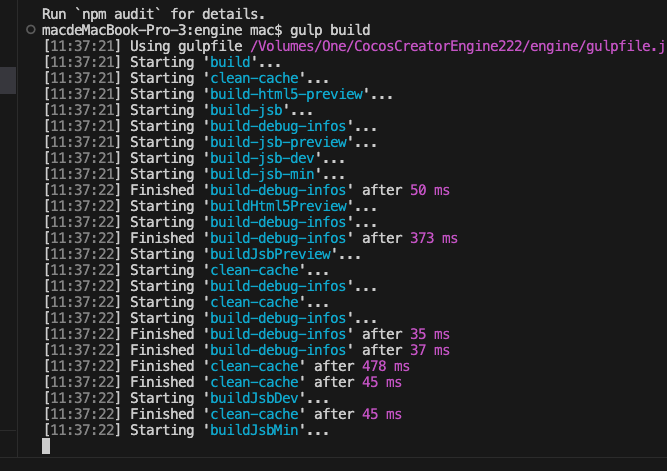 Run `npm audit` for details.
macdeMacBook-Pro-3:engine mac$ gulp build
[11:37:21] Using gulpfile /Volumes/One/CocosCreatorEngine222/engine/gulpfile.j
[11:37:21] Starting 'build'...
[11:37:21] Starting 'clean-cache'...
[11:37:21] Starting 'build-html5-preview'...
[11:37:21] Starting 'build-jsb'...
[11:37:21] Starting 'build-debug-infos'...
[11:37:21] Starting 'build-jsb-preview'...
[11:37:21] Starting 'build-jsb-dev'...
[11:37:21] Starting 'build-jsb-min'...
[11:37:22] Finished 'build-debug-infos' after 50 ms
[11:37:22] Starting 'buildHtml5Preview'...
[11:37:22] Starting 'build-debug-infos'...
[11:37:22] Finished 'build-debug-infos' after 373 ms
[11:37:22] Starting 'buildJsbPreview'...
[11:37:22] Starting 'clean-cache'...
[11:37:22] Starting 'build-debug-infos'...
[11:37:22] Starting 'clean-cache'...
[11:37:22] Starting 'build-debug-infos'...
[11:37:22] Finished 'build-debug-infos' after 35 ms
[11:37:22] Finished 'build-debug-infos' after 37 ms
[11:37:22] Finished 'clean-cache' after 478 ms
[11:37:22] Finished 'clean-cache' after 45 ms
[11:37:22] Starting 'buildJsbDev'...
[11:37:22] Finished 'clean-cache' after 45 ms
[11:37:22] Starting 'buildJsbMin'...